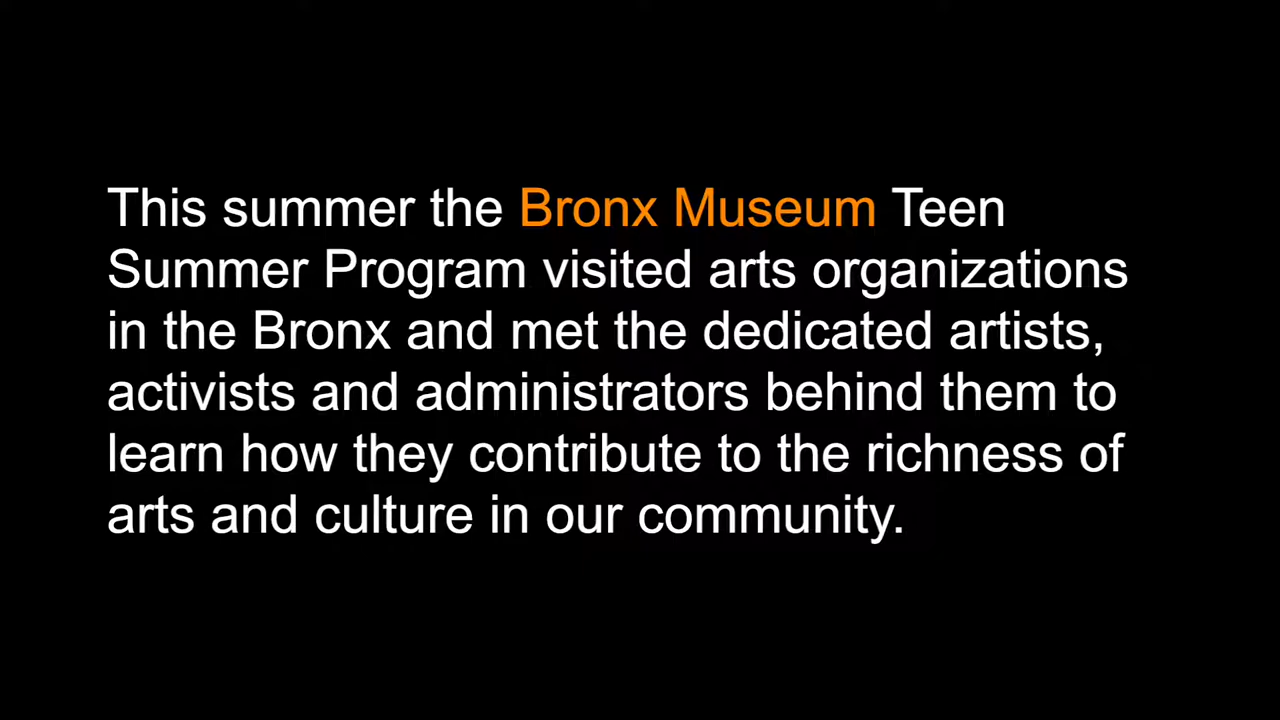 This summer the Bronx Museum Teen
Summer Program visited arts organizations
in the Bronx and met the dedicated artists,
activists and administrators behind them to
learn how they contribute to the richness of
arts and culture in our community.